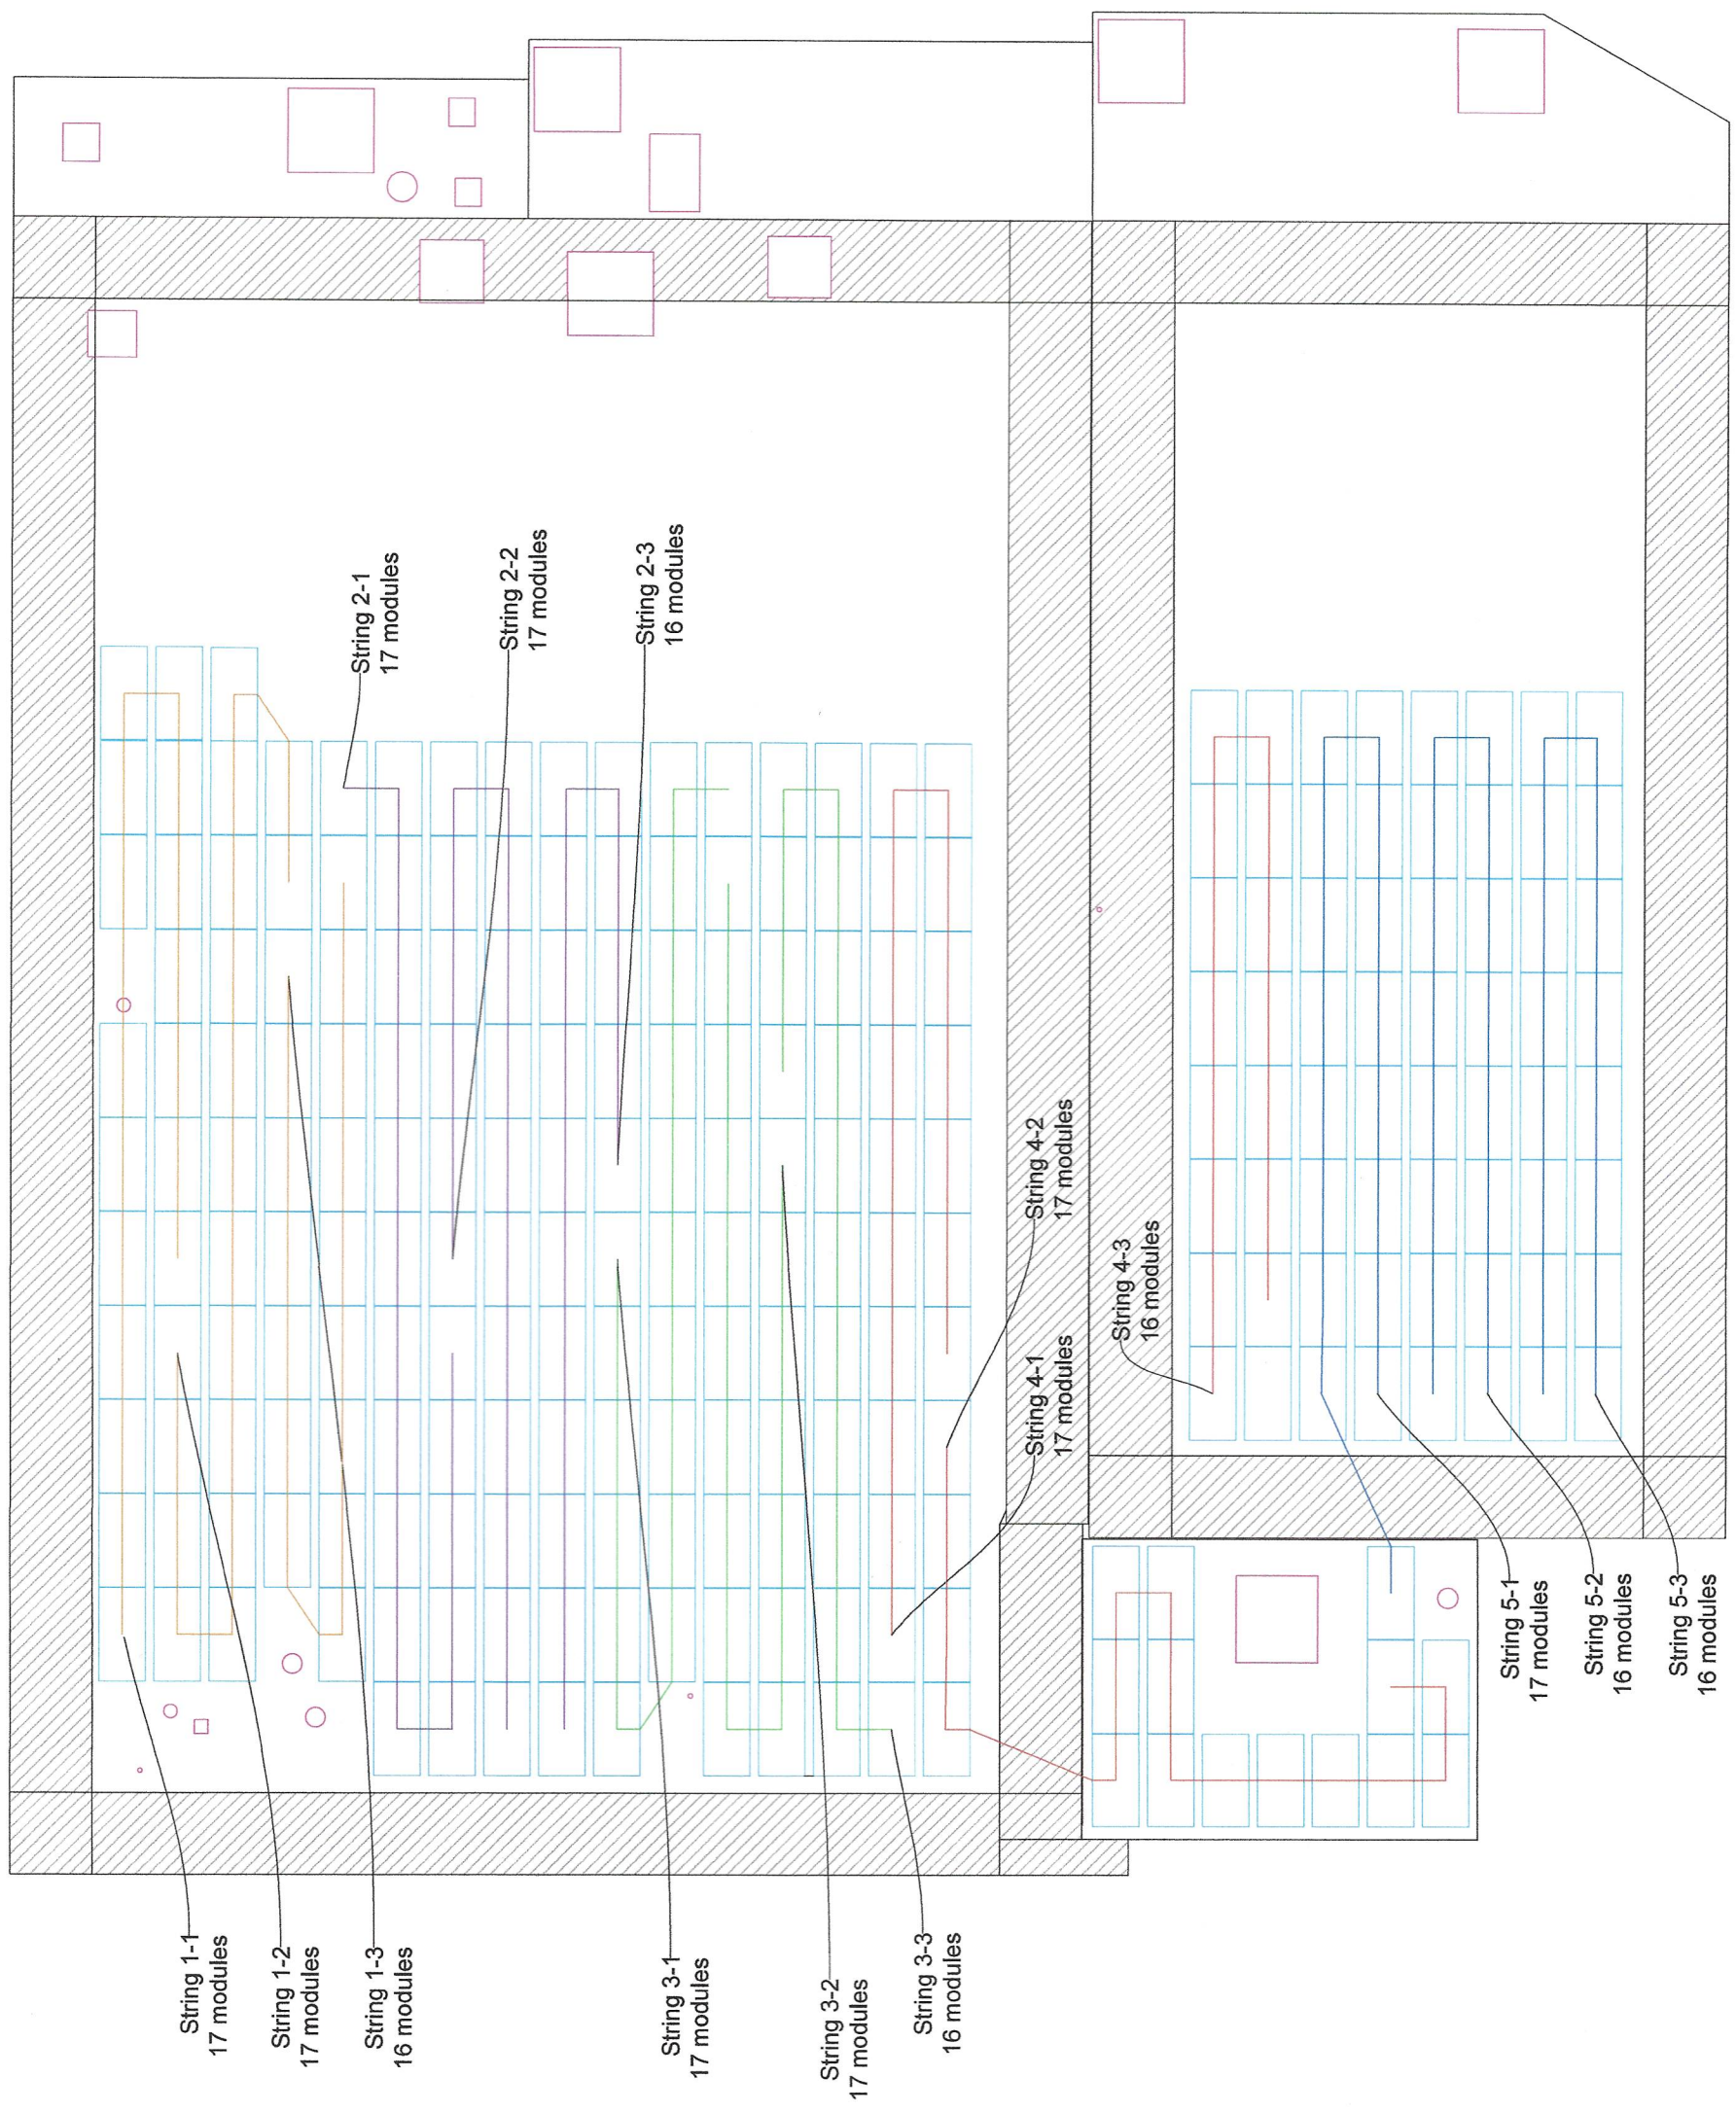 String 1-1
17 modules
String 1-2
17 modules
String 1-3
16 modules
String 2-1
17 modules
String 2-2
17 modules
String 2-3
16 modules
String 3-1
17 modules
String 3-2
17 modules
String 3-3
16 modules
String 4-1
17 modules
String 4-2
17 modules
String 4-3
16 modules
String 5-1
17 modules
String 5-2
16 modules
String 5-3
16 modules